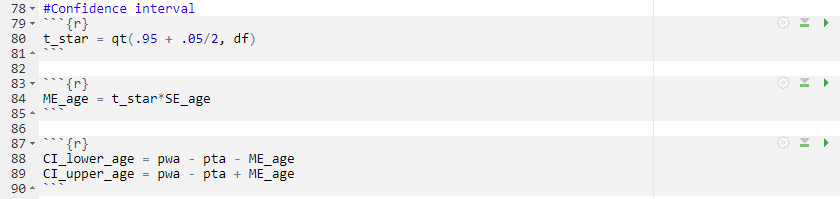 78 #Confidence interval
79 ```{r}
80 t_star = qt(.95 + .05/2, df)
81 ```
82
83 ```{r}
84 ME_age = t_star*SE_age
85 ```
86
87 ```{r}
88 CI_lower_age = pwa - pta - ME_age
89 CI_upper_age = pwa - pta + ME_age
90 ```